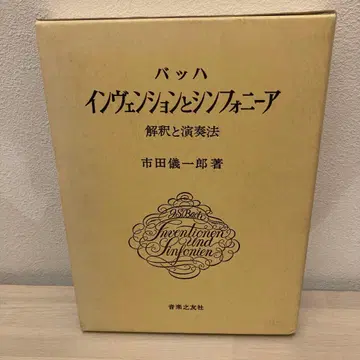 バッハ
インヴェンションとシンフォニーア
解釈と演奏法
市田儀一郎著
J.S.Bach
Inventionen
und
Sinfonien
音楽之友社